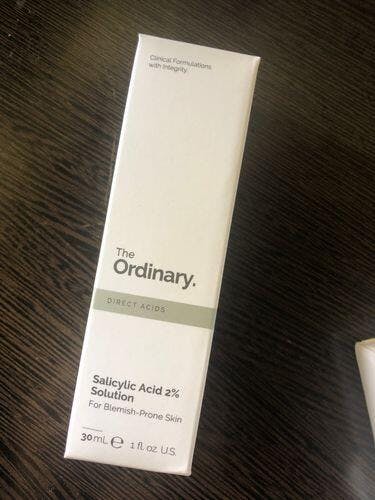 Clinical Formulations
with Integrity.
The
Ordinary.
DIRECT ACIDS
Salicylic Acid 2%
Solution
For Blemish-Prone Skin
30mL ℮ 1 fl. oz. U.S.